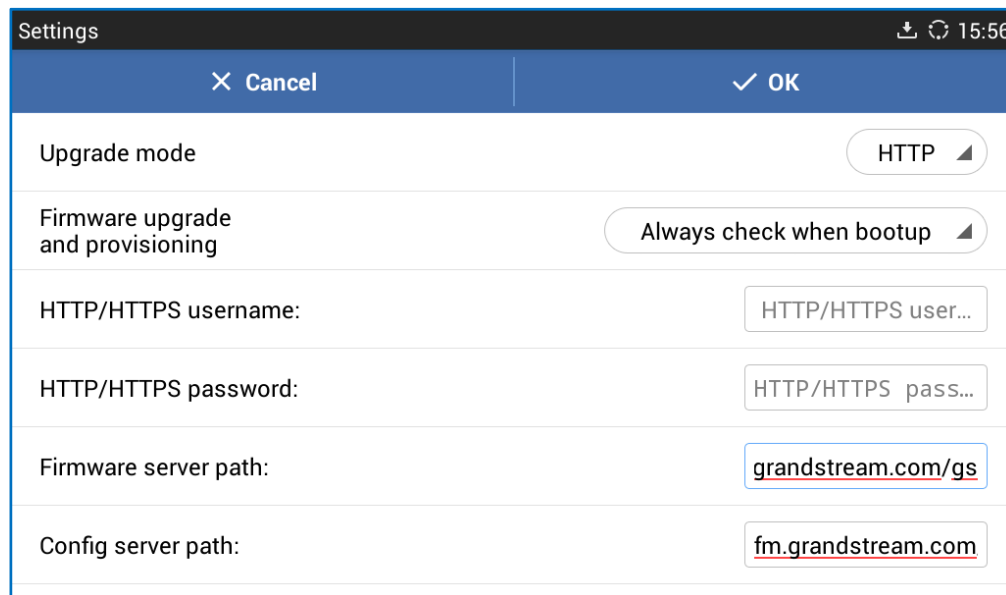 Settings 15:56
Cancel OK
Upgrade mode HTTP
Firmware upgrade
and provisioning Always check when bootup
HTTP/HTTPS username: HTTP/HTTPS user...
HTTP/HTTPS password: HTTP/HTTPS pass...
Firmware server path: grandstream.com/gs
Config server path: fm.grandstream.com